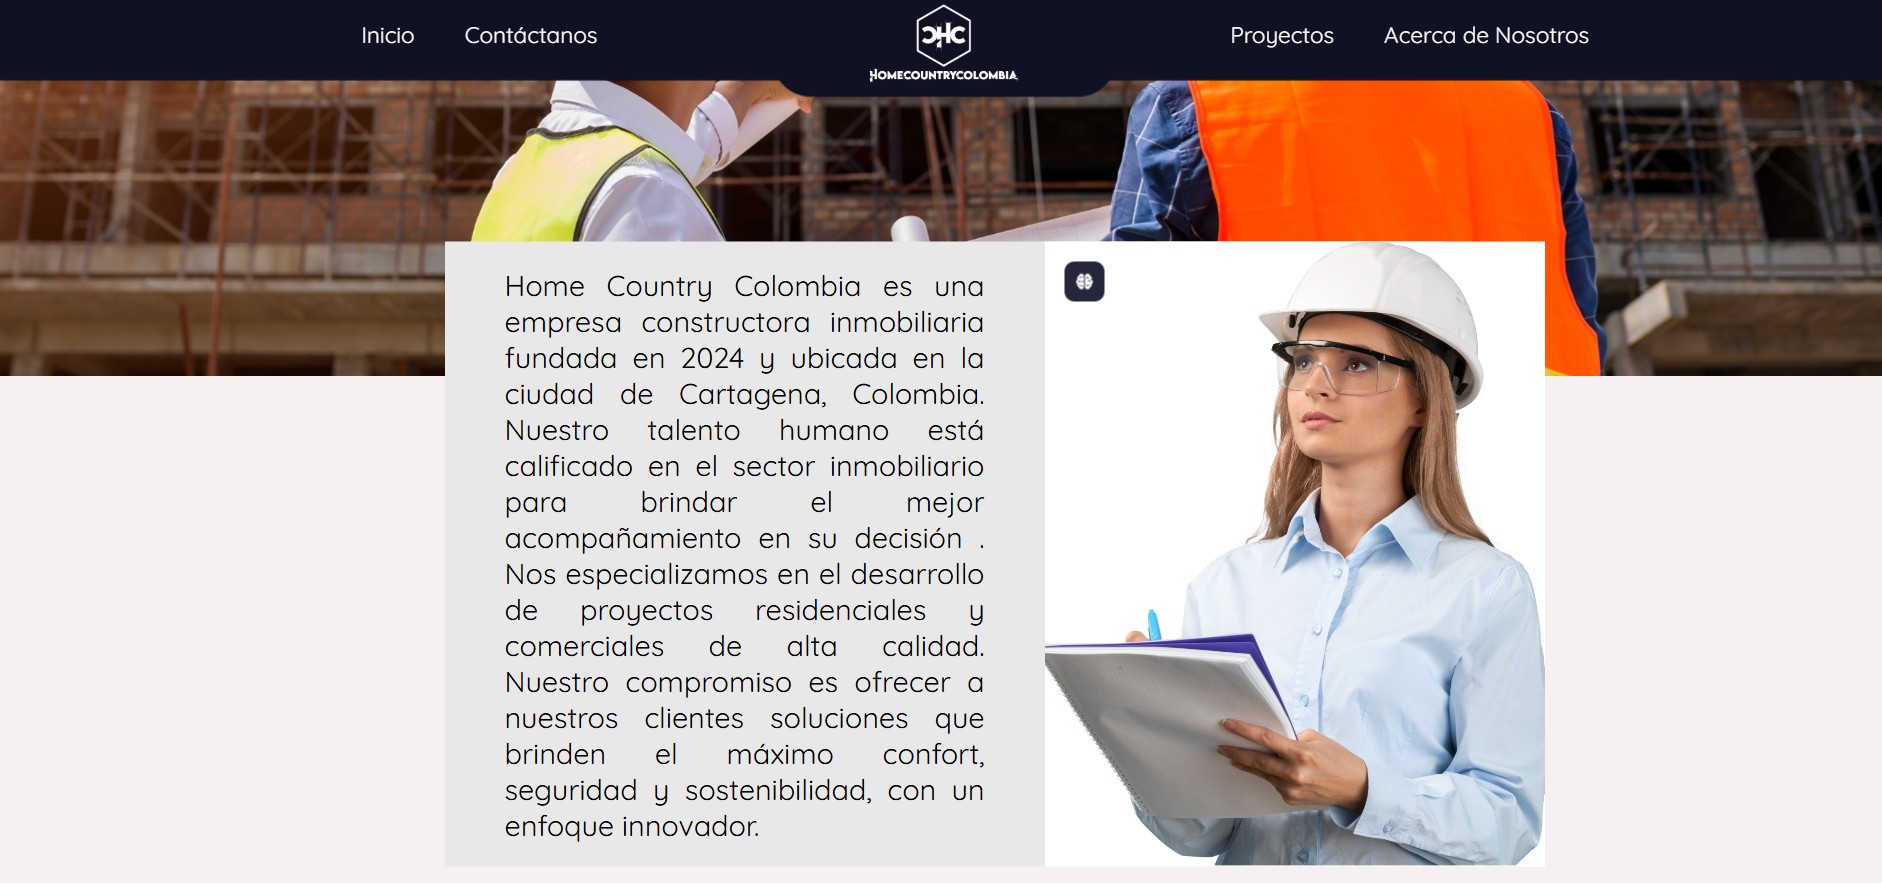 Inicio
Contáctanos
CHC
HOMECOUNTRYCOLOMBIA
Proyectos
Acerca de Nosotros
Home Country Colombia es una
empresa constructora inmobiliaria
fundada en 2024 y ubicada en la
ciudad de Cartagena, Colombia.
Nuestro talento humano está
calificado en el sector inmobiliario
para brindar el mejor
acompañamiento en su decisión .
Nos especializamos en el desarrollo
de proyectos residenciales y
comerciales de alta calidad.
Nuestro compromiso es ofrecer a
nuestros clientes soluciones que
brinden el máximo confort,
seguridad y sostenibilidad, con un
enfoque innovador.